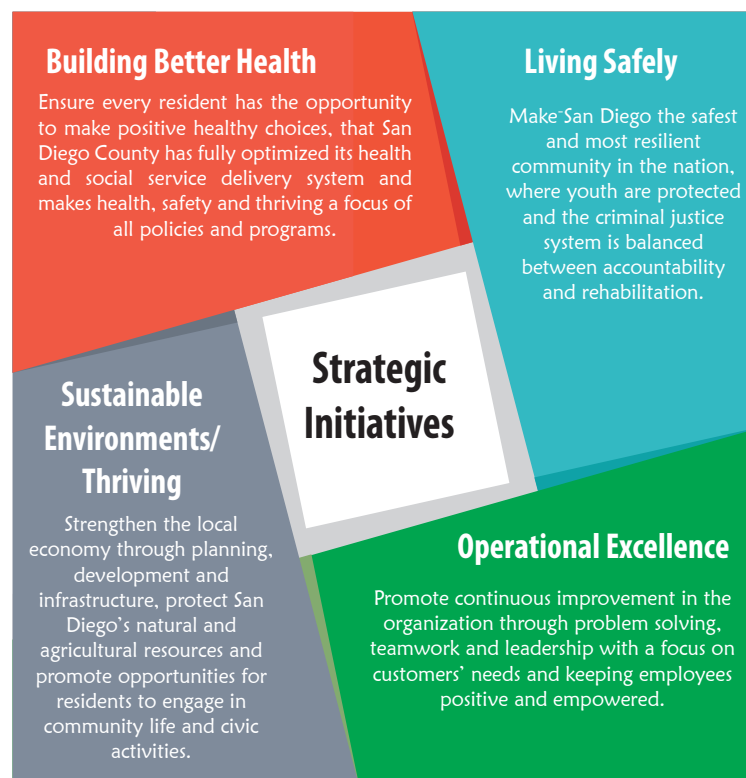 Building Better Health
Ensure every resident has the opportunity
to make positive healthy choices, that San
Diego County has fully optimized its health
and social service delivery system and
makes health, safety and thriving a focus of
all policies and programs.
Living Safely
Make-San Diego the safest
and most resilient
community in the nation,
where youth are protected
and the criminal justice
system is balanced
between accountability
and rehabilitation.
Strategic
Initiatives
Sustainable
Environments/
Thriving
Strengthen the local
economy through planning,
development and
infrastructure, protect San
Diego's natural and
agricultural resources and
promote opportunities for
residents to engage in
community life and civic
activities.
Operational Excellence
Promote continuous improvement in the
organization through problem solving,
teamwork and leadership with a focus on
customers' needs and keeping employees
positive and empowered.